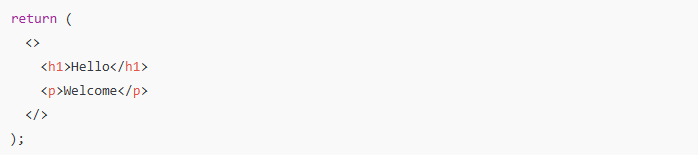 return (
  <>
    <h1>Hello</h1>
    <p>Welcome</p>
  </>
);